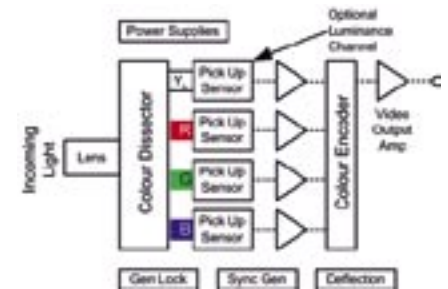 Power Supplies
Optional
Luminance
Channel
Incoming
Light
Lens
Colour Dissector
Y
Pick Up
Sensor
R
Pick Up
Sensor
G
Pick Up
Sensor
B
Pick Up
Sensor
Colour Encoder
Video
Output
Amp
Gen Lock
Sync Gen
Deflection